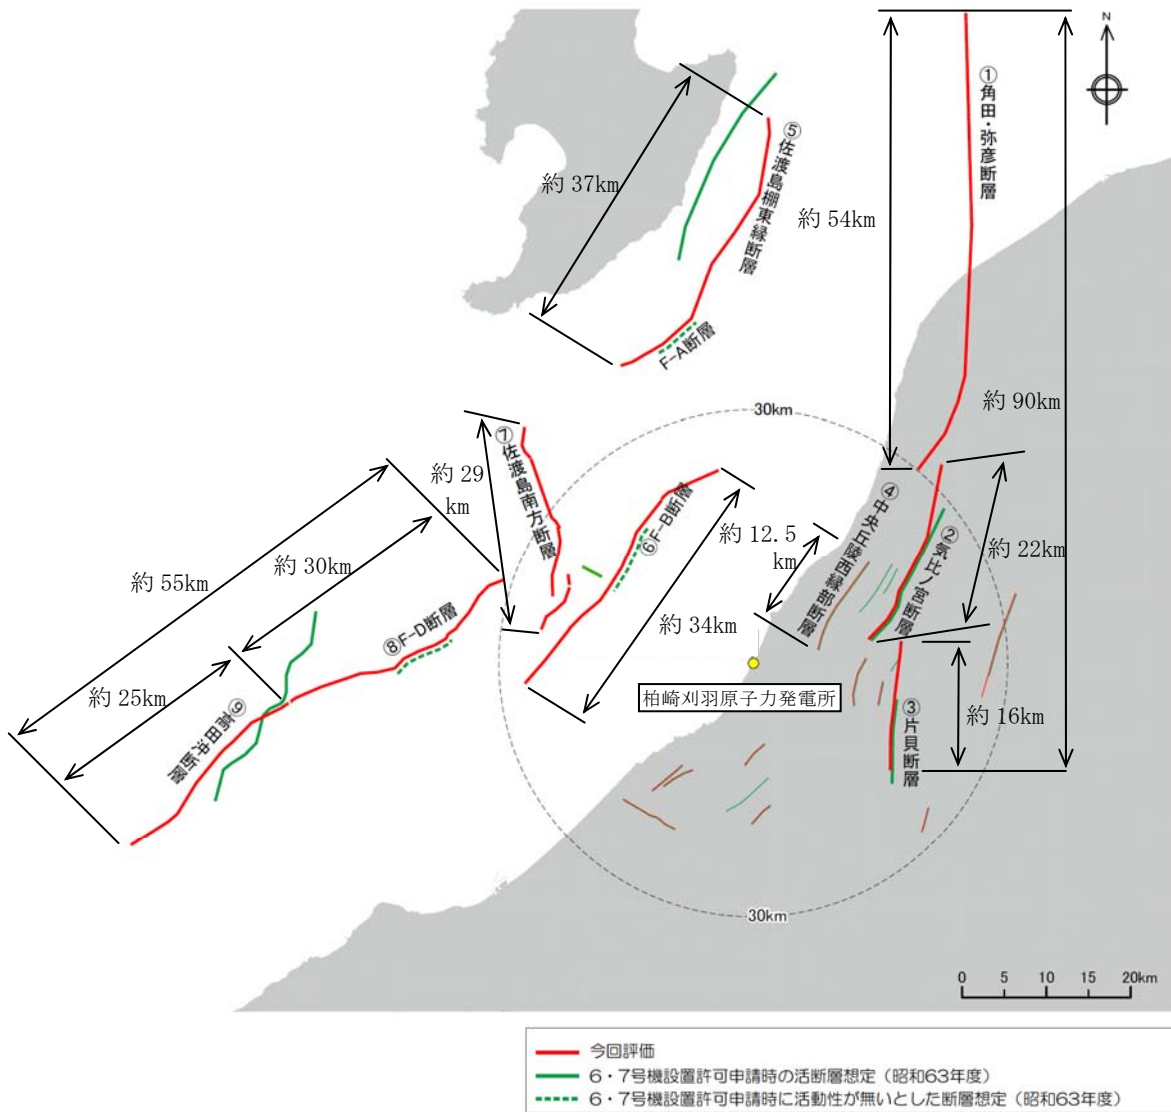 N
①角田・弥彦断層
⑤佐渡島棚東縁断層
約 37km
約 54km
F-A断層
約 90km
30km
⑦佐渡島南方断層
約 29
km
④中央丘陵西縁部断層
②気比ノ宮断層
⑥F-B断層
約 12.5
km
約 22km
約 30km
約 55km
約 34km
⑧F-D断層
約 25km
柏崎刈羽原子力発電所
⑨高田沖断層
③片貝断層
約 16km
30km
0 5 10 15 20km
今回評価
6・7号機設置許可申請時の活断層想定(昭和63年度)
6・7号機設置許可申請時に活動性が無いとした断層想定(昭和63年度)